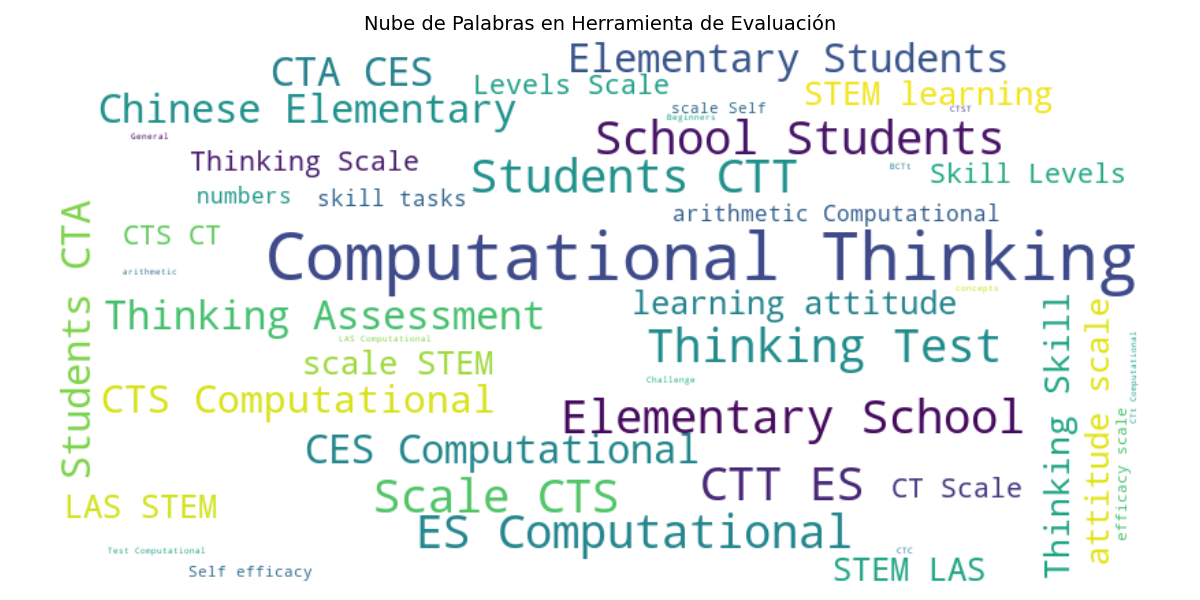 Nube de Palabras en Herramienta de Evaluación
Elementary Students
CTA CES
Levels Scale
STEM learning
Chinese Elementary
scale Self
CTST
Beginners
General
School Students
Thinking Scale
Students CTT
BCTt
Skill Levels
numbers
skill tasks
arithmetic Computational
Students CTA
CTS CT
Computational Thinking
arithmetic
concepts
learning attitude
Thinking Assessment
LAS Computational
Thinking Test
scale STEM
Challenge
Thinking Skill
attitude scale
CTt Computational
efficacy scale
CTS Computational
Elementary School
CES Computational
CTT ES
CT Scale
Scale CTS
LAS STEM
ES Computational
Test Computational
CTC
Self efficacy
STEM LAS